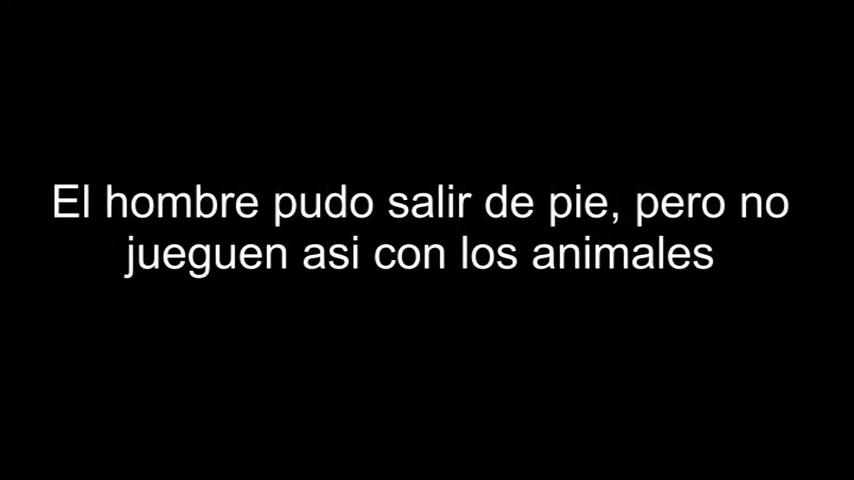 El hombre pudo salir de pie, pero no
jueguen asi con los animales